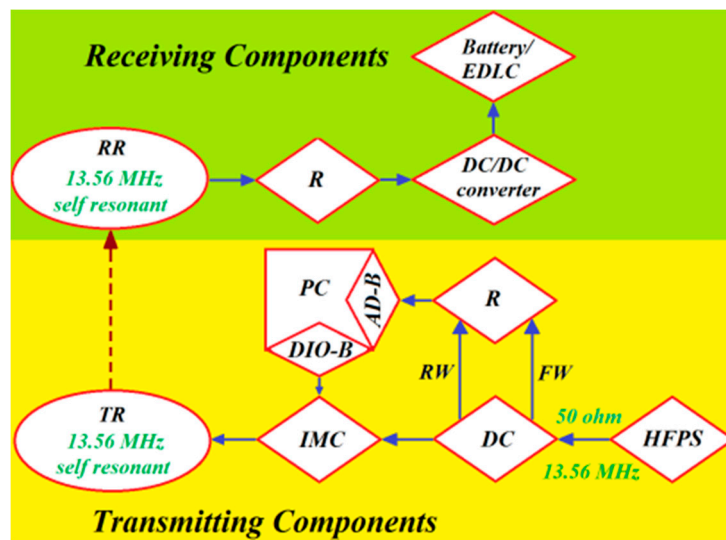 Receiving Components
Battery/
EDLC
RR
13.56 MHz
self resonant
R
DC/DC
converter
PC
AD-B
DIO-B
R
RW
FW
TR
13.56 MHz
self resonant
IMC
DC
50 ohm
13.56 MHz
HFPS
Transmitting Components